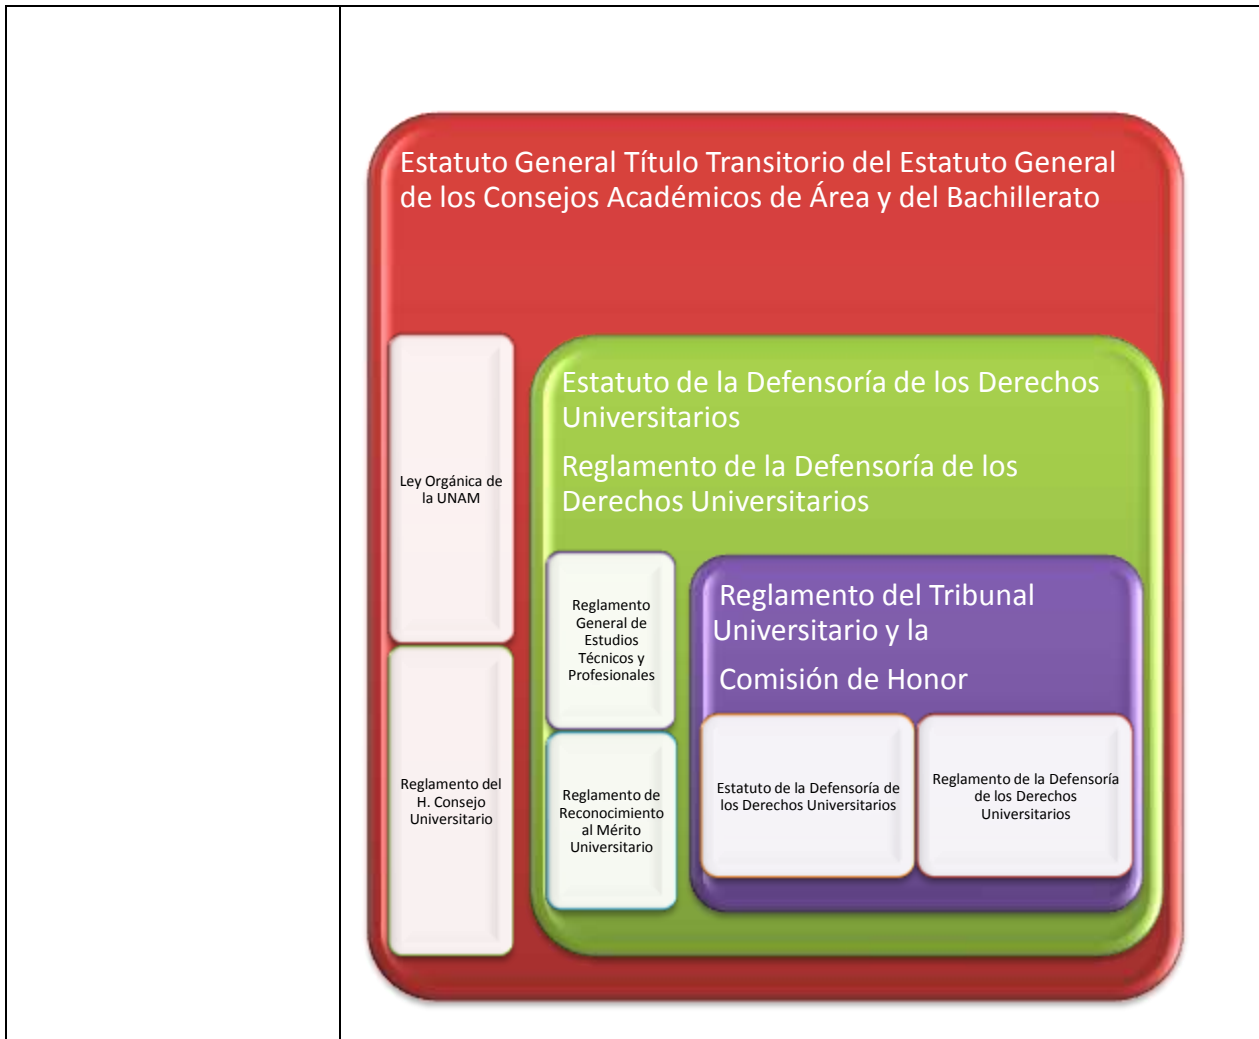 Estatuto General Título Transitorio del Estatuto General
de los Consejos Académicos de Área y del Bachillerato
Ley Orgánica de
la UNAM
Reglamento del
H. Consejo
Universitario
Estatuto de la Defensoría de los Derechos
Universitarios
Reglamento de la Defensoría de los
Derechos Universitarios
Reglamento
General de
Estudios
Técnicos y
Profesionales
Reglamento de
Reconocimiento
al Mérito
Universitario
Reglamento del Tribunal
Universitario y la
Comisión de Honor
Estatuto de la Defensoría de
los Derechos Universitarios
Reglamento de la Defensoría
de los Derechos
Universitarios